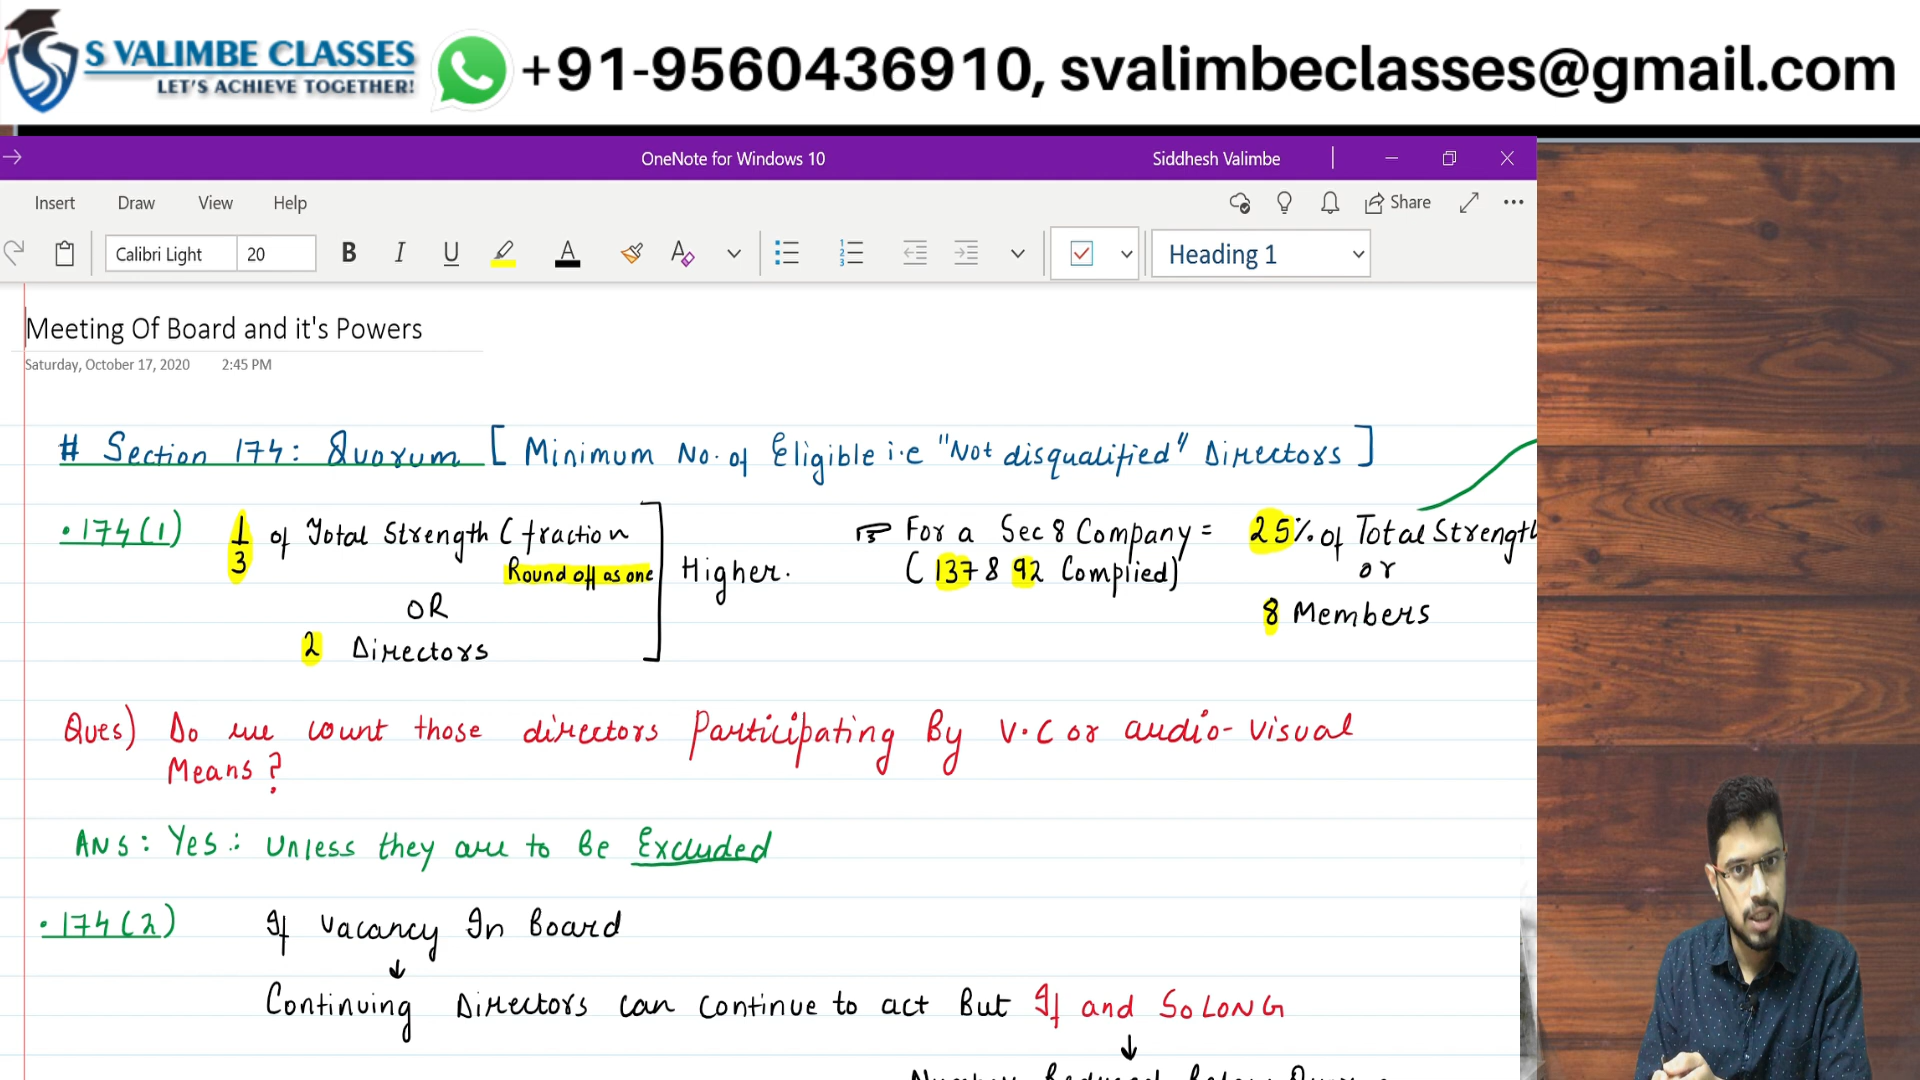 S VALIMBE CLASSES
LET'S ACHIEVE TOGETHER!
+91-9560436910, svalimbeclasses@gmail.com
OneNote for Windows 10
Siddhesh Valimbe
Insert Draw View Help
Share
Calibri Light 20
B I U A A
Heading 1
Meeting Of Board and it's Powers
Saturday, October 17, 2020 2:45 PM
# Section 174: Quorum [ Minimum No. of Eligible i.e "Not disqualified" Directors ]
• 174(1) 1/3 of Total Strength (fraction
Round off as one
OR
2 Directors
Higher.
For a Sec 8 Company = 25% of Total Strength
(137 & 92 Complied) or
8 Members
Ques) Do we count those directors Participating By V.C or audio-visual
Means?
Ans: Yes: Unless they are to be Excluded
• 174(2) If Vacancy In Board
↓
Continuing Directors can continue to act But If and So LONG
↓
Number Reduced Below